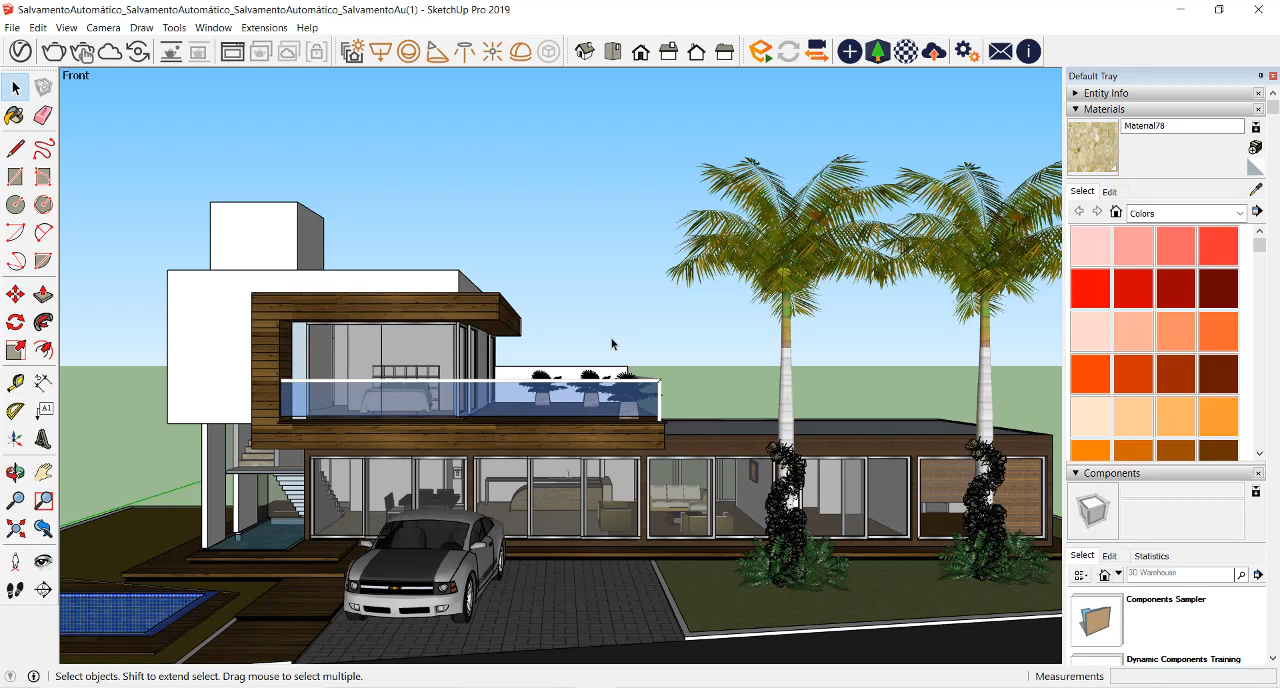 SalvamentoAutomático_SalvamentoAutomático_SalvamentoAutomático_SalvamentoAu(1) - SketchUp Pro 2019
File Edit View Camera Draw Tools Window Extensions Help
Front
Default Tray
Entity Info
Materials
Material78
Select Edit
Colors
A1
Components
Select Edit Statistics
3D Warehouse
Components Sampler
Dynamic Components Training
Select objects. Shift to extend select. Drag mouse to select multiple.
Measurements